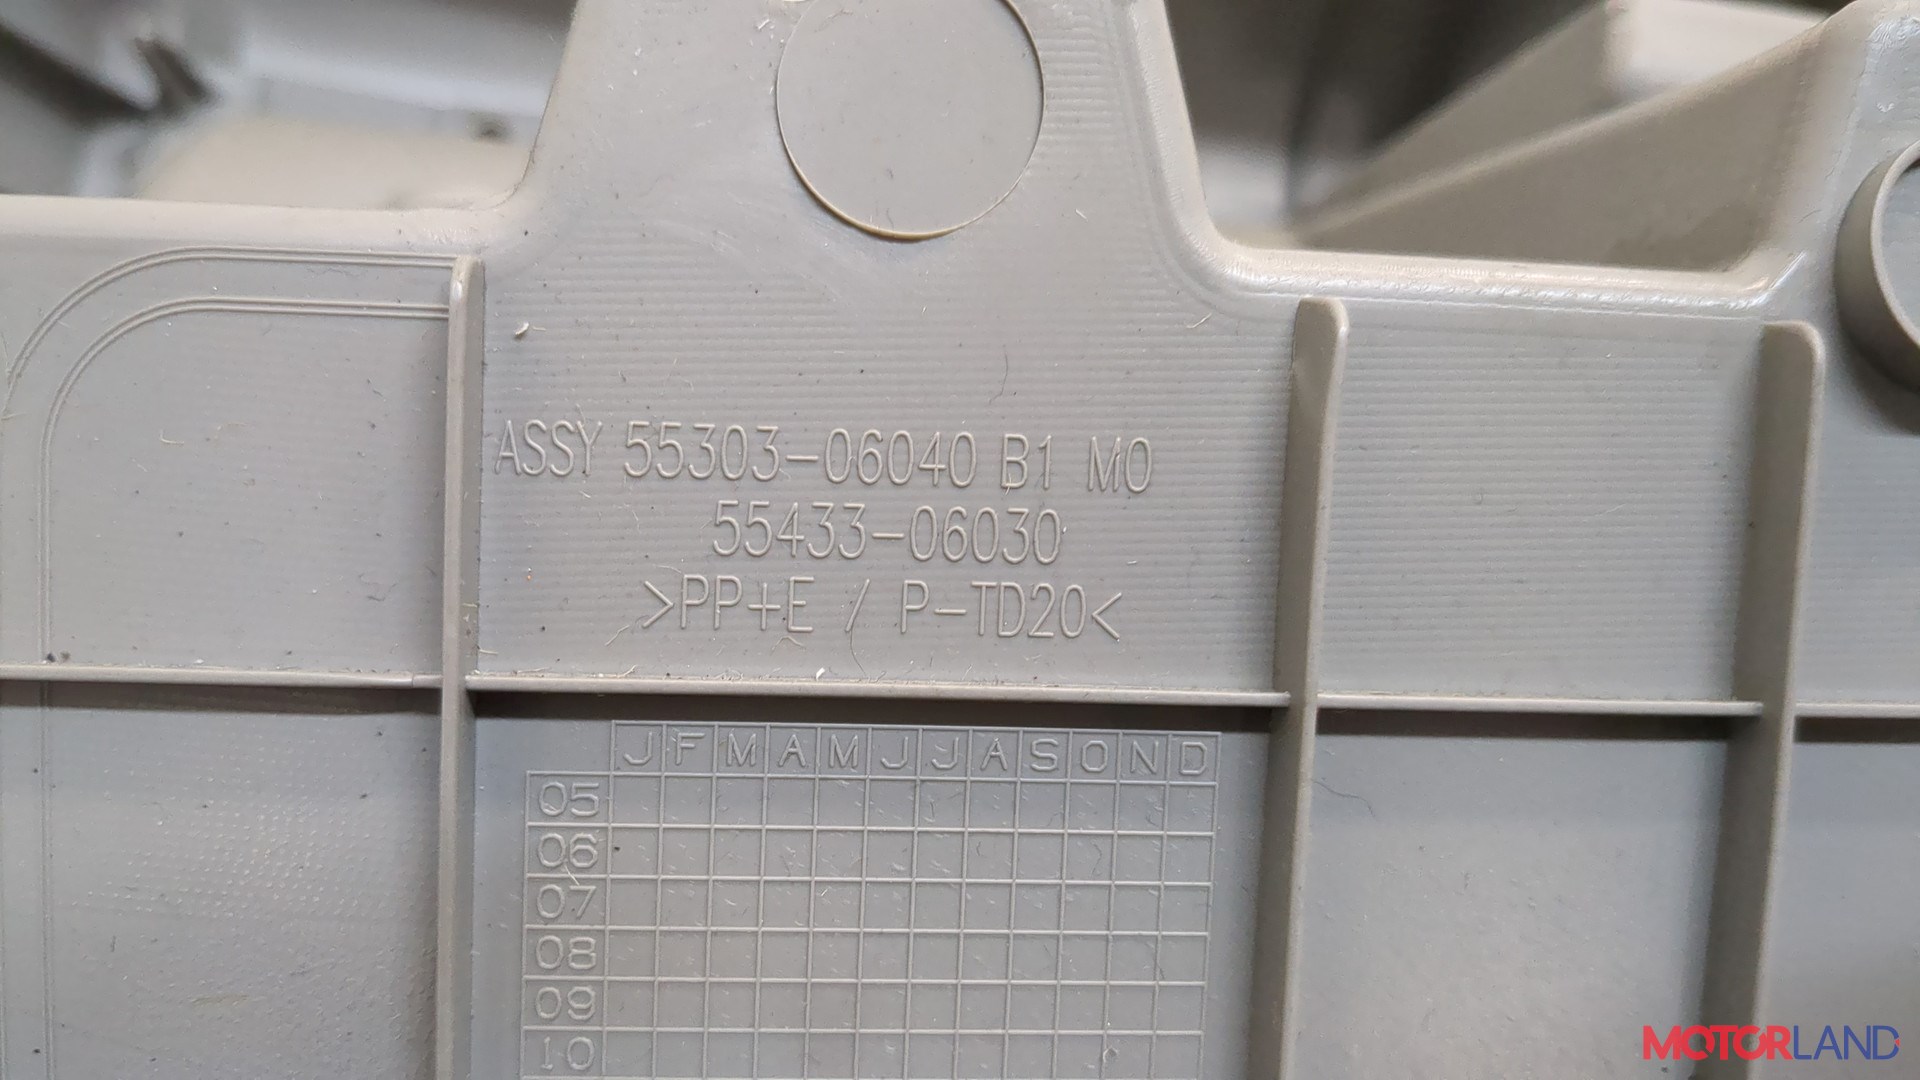 ASSY 55303-06040 B1 M0
55433-06030
>PP+E / P-TD20<
J F M A M J J A S O N D
05
06
07
08
09
10
MOTORLAND